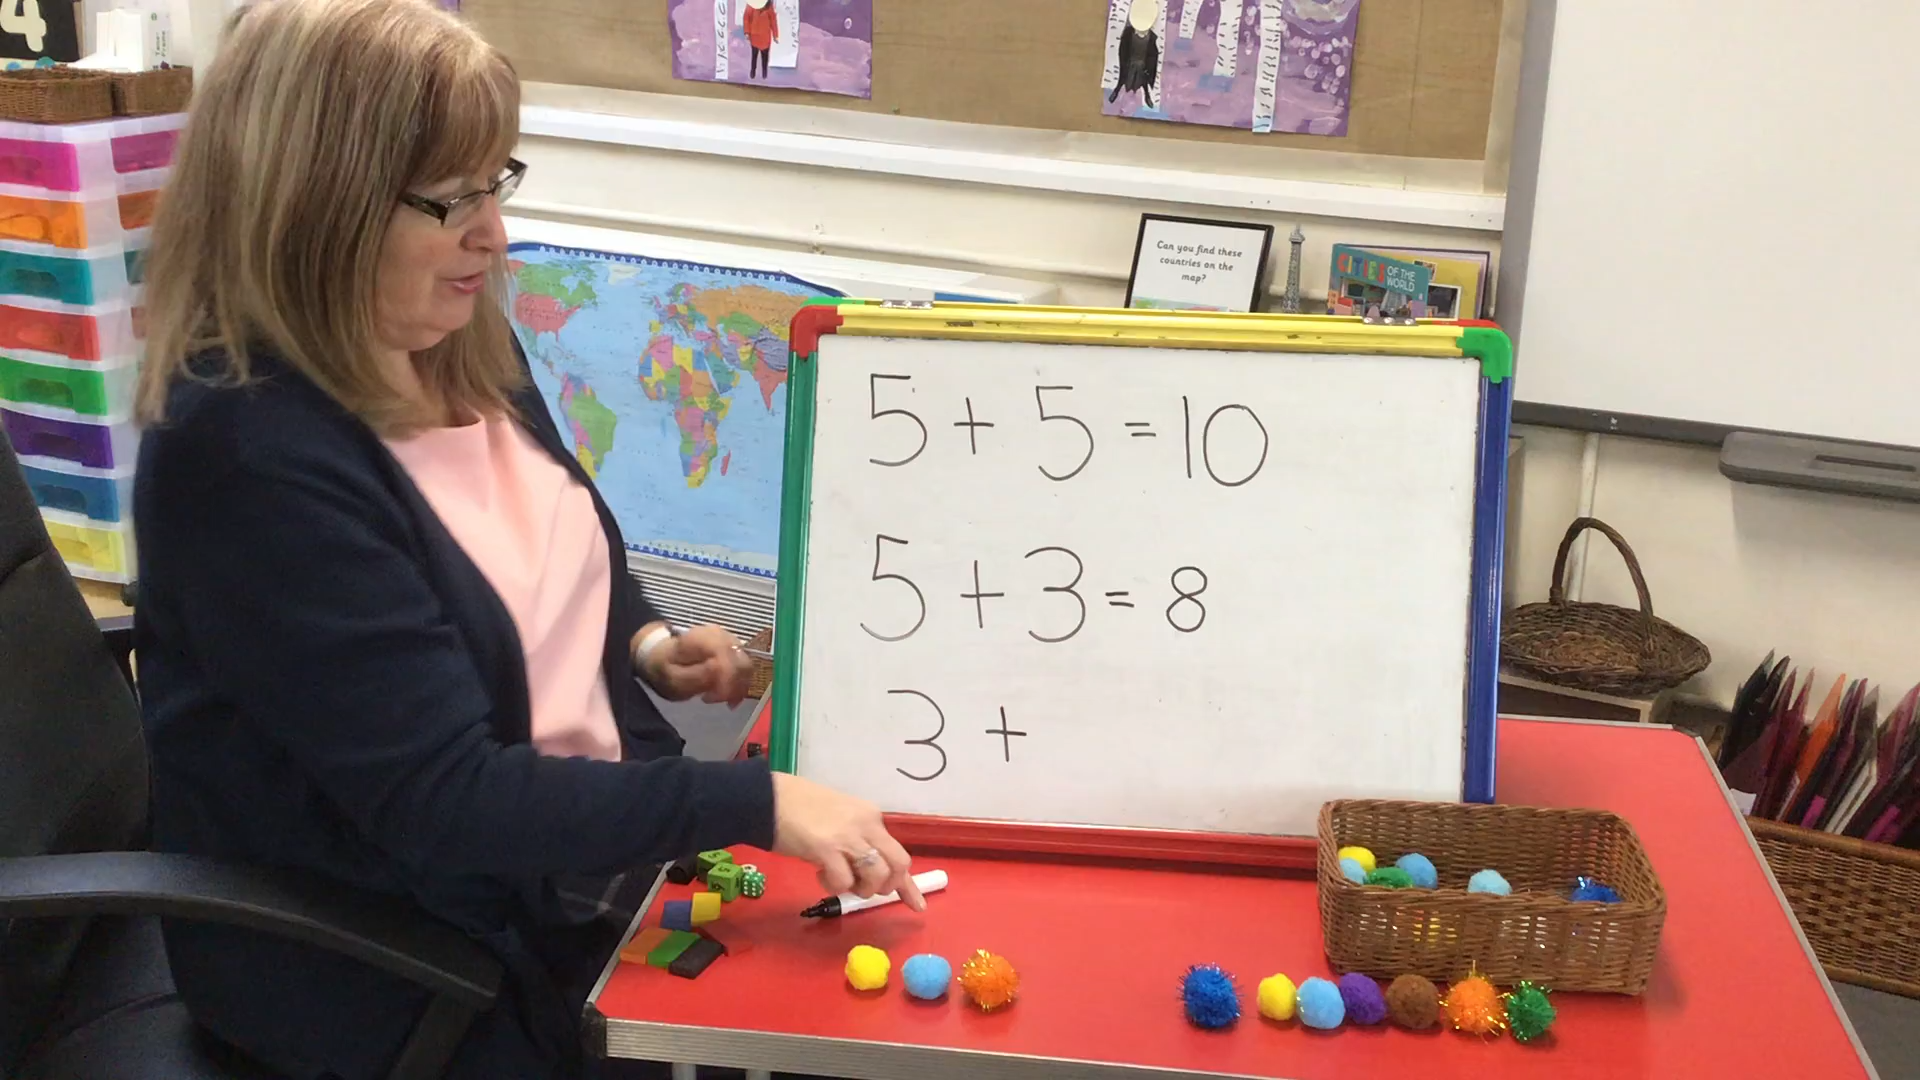 4
Can you find these
countries on the
map?
CITIES OF THE
WORLD
5 + 5 = 10
5 + 3 = 8
3 +